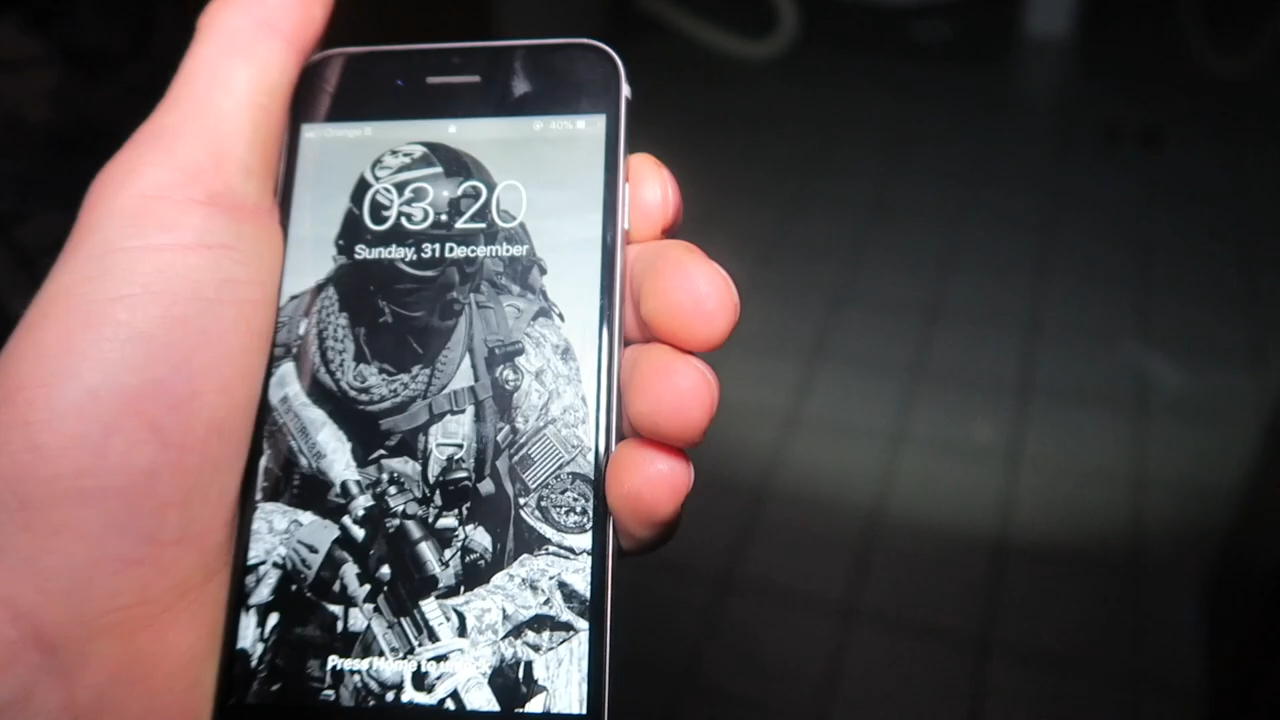 Orange B
40%
03:20
Sunday, 31 December
Press Home to unlock